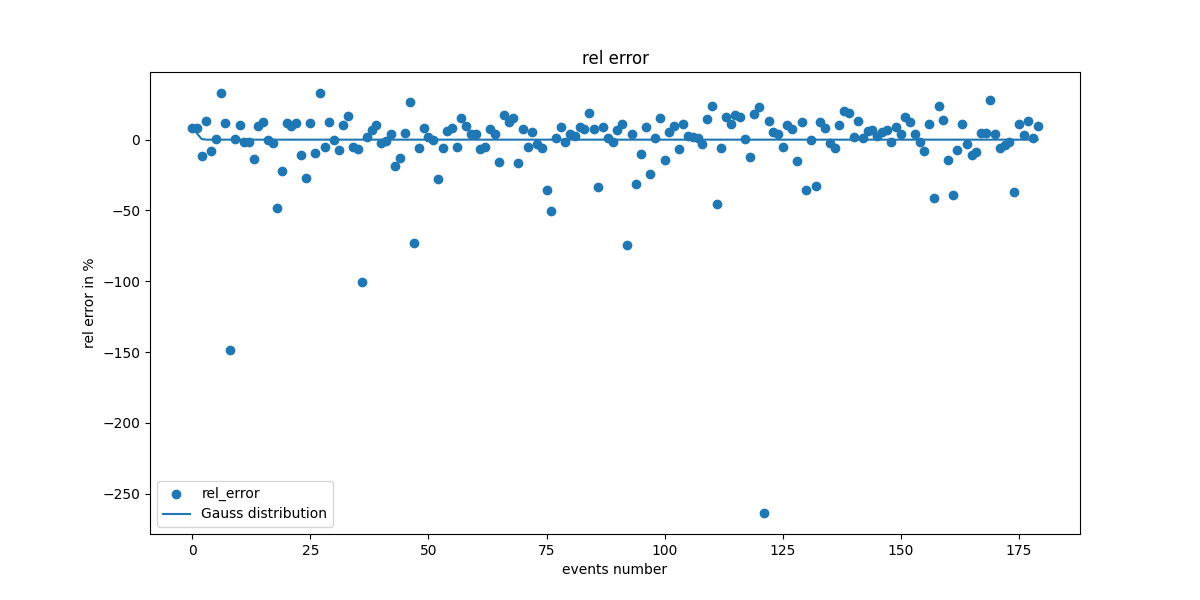 rel error
rel error in %
0
−50
−100
−150
−200
−250
rel_error
Gauss distribution
0 25 50 75 100 125 150 175
events number